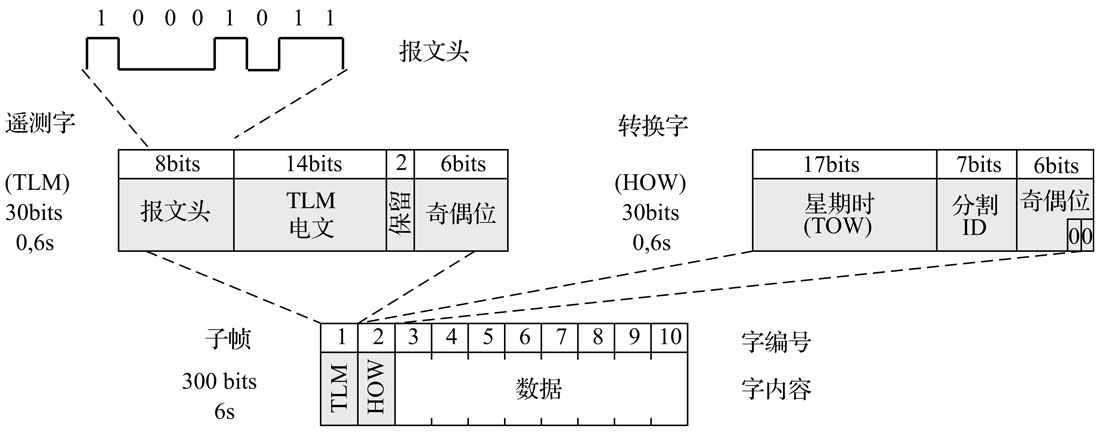 1 0 0 0 1 0 1 1
报文头
遥测字
(TLM)
30bits
0,6s
8bits 14bits 2 6bits
报文头
TLM
电文
保留
奇偶位
转换字
(HOW)
30bits
0,6s
17bits 7bits 6bits
星期时
(TOW)
分割
ID
奇偶位
00
子帧
300 bits
6s
1 2 3 4 5 6 7 8 9 10
TLM
HOW
数据
字编号
字内容